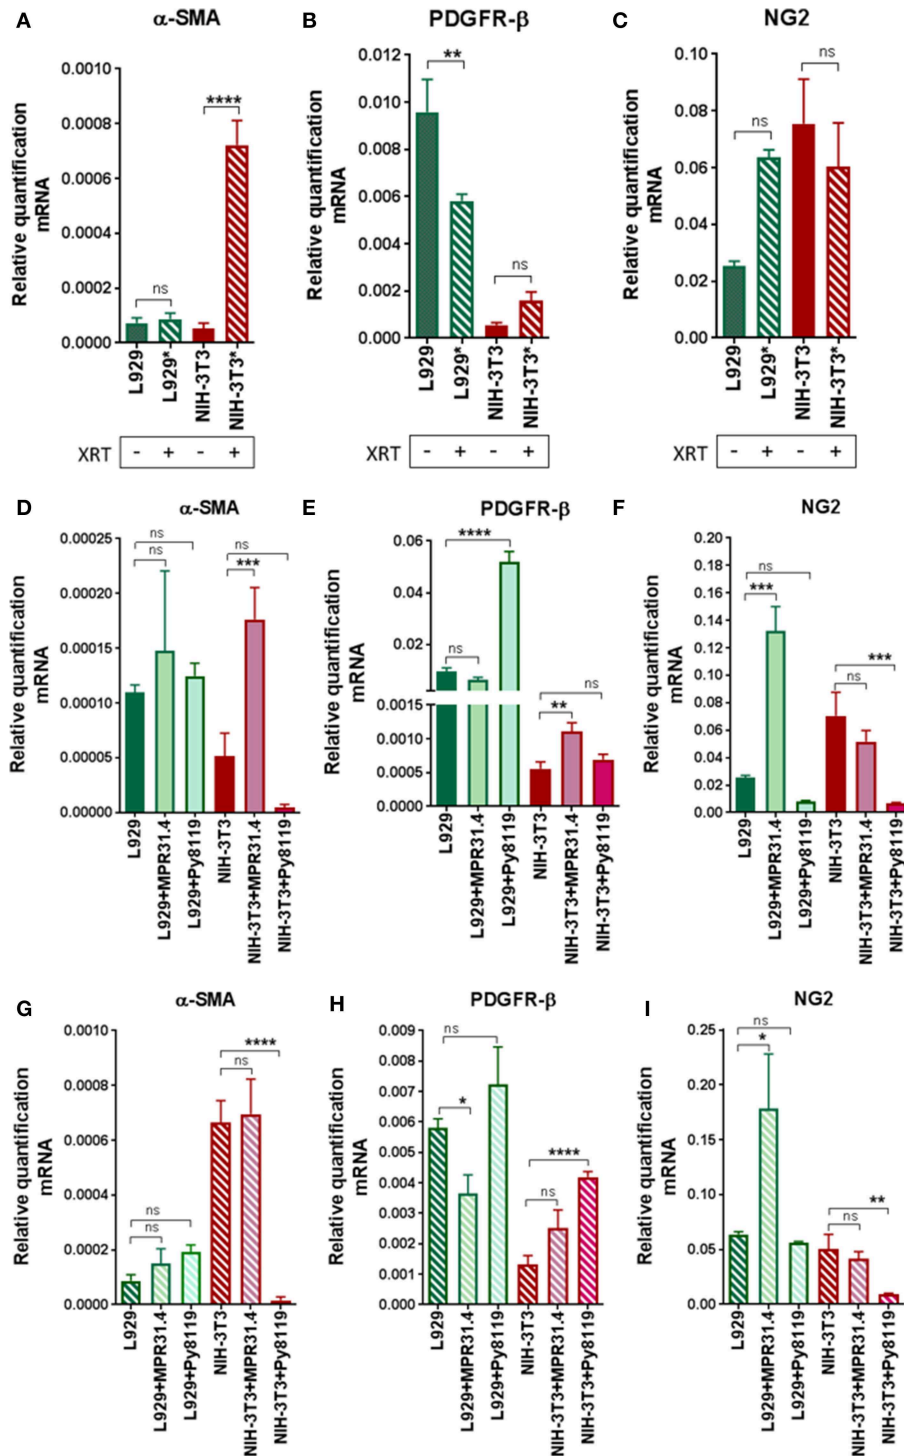 A
α-SMA
Relative quantification
mRNA
0.0010
0.0008
0.0006
0.0004
0.0002
0.0000
ns
****
L929
L929*
NIH-3T3
NIH-3T3*
XRT - + - +
B
PDGFR-β
Relative quantification
mRNA
0.012
0.010
0.008
0.006
0.004
0.002
0.000
**
ns
L929
L929*
NIH-3T3
NIH-3T3*
XRT - + - +
C
NG2
Relative quantification
mRNA
0.10
0.08
0.06
0.04
0.02
0.00
ns
ns
L929
L929*
NIH-3T3
NIH-3T3*
XRT - + - +
D
α-SMA
Relative quantification
mRNA
0.00025
0.00020
0.00015
0.00010
0.00005
0.00000
ns
ns
ns
***
L929
L929+MPR31.4
L929+Py8119
NIH-3T3
NIH-3T3+MPR31.4
NIH-3T3+Py8119
E
PDGFR-β
Relative quantification
mRNA
0.06
0.04
0.02
0.0015
0.0010
0.0005
0.0000
****
ns
ns
**
L929
L929+MPR31.4
L929+Py8119
NIH-3T3
NIH-3T3+MPR31.4
NIH-3T3+Py8119
F
NG2
Relative quantification
mRNA
0.20
0.18
0.16
0.14
0.12
0.10
0.08
0.06
0.04
0.02
0.00
ns
***
***
ns
L929
L929+MPR31.4
L929+Py8119
NIH-3T3
NIH-3T3+MPR31.4
NIH-3T3+Py8119
G
α-SMA
Relative quantification
mRNA
0.0010
0.0008
0.0006
0.0004
0.0002
0.0000
ns
ns
****
ns
L929
L929+MPR31.4
L929+Py8119
NIH-3T3
NIH-3T3+MPR31.4
NIH-3T3+Py8119
H
PDGFR-β
Relative quantification
mRNA
0.009
0.008
0.007
0.006
0.005
0.004
0.003
0.002
0.001
0.000
ns
*
****
ns
L929
L929+MPR31.4
L929+Py8119
NIH-3T3
NIH-3T3+MPR31.4
NIH-3T3+Py8119
I
NG2
Relative quantification
mRNA
0.25
0.20
0.15
0.10
0.05
0.00
ns
*
**
ns
L929
L929+MPR31.4
L929+Py8119
NIH-3T3
NIH-3T3+MPR31.4
NIH-3T3+Py8119